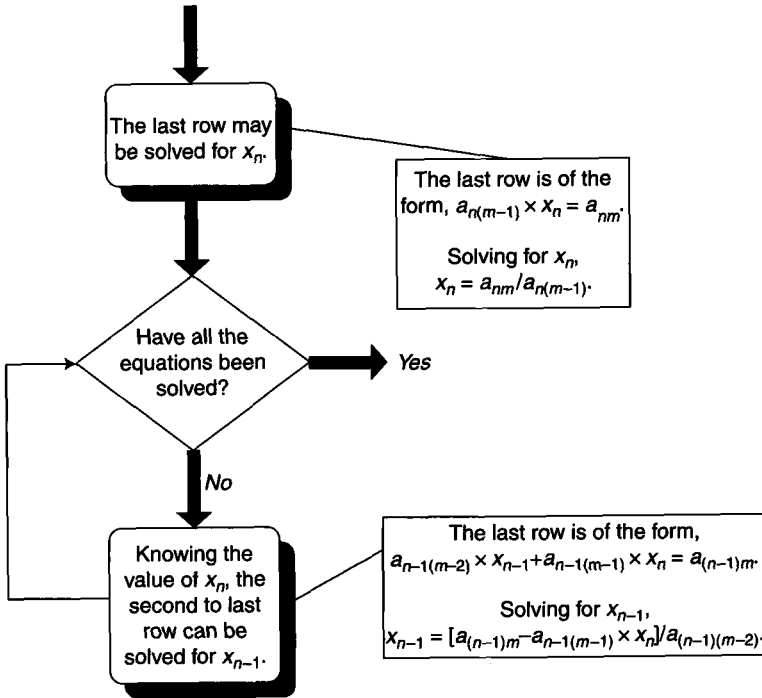 The last row may
be solved for xₙ.
The last row is of the
form, aₙ₍ₘ₋₁₎ × xₙ = aₙₘ.
Solving for xₙ,
xₙ = aₙₘ/aₙ₍ₘ₋₁₎.
Have all the
equations been
solved?
Yes
No
Knowing the
value of xₙ, the
second to last
row can be
solved for xₙ₋₁.
The last row is of the form,
aₙ₋₁₍ₘ₋₂₎ × xₙ₋₁+aₙ₋₁₍ₘ₋₁₎ × xₙ = a₍ₙ₋₁₎ₘ.
Solving for xₙ₋₁,
xₙ₋₁ = [a₍ₙ₋₁₎ₘ–aₙ₋₁₍ₘ₋₁₎ × xₙ]/a₍ₙ₋₁₎₍ₘ₋₂₎.